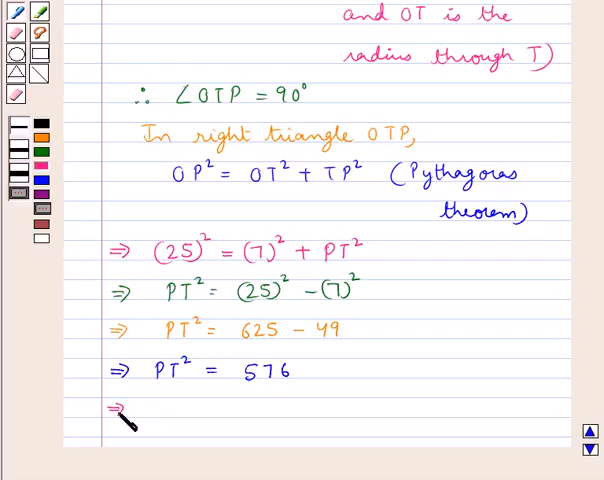 and OT is the
radius through T)
∴ ∠OTP = 90°
In right triangle OTP,
OP² = OT² + TP² (Pythagoras
theorem)
⇒ (25)² = (7)² + PT²
⇒ PT² = (25)² - (7)²
⇒ PT² = 625 - 49
⇒ PT² = 576
⇒